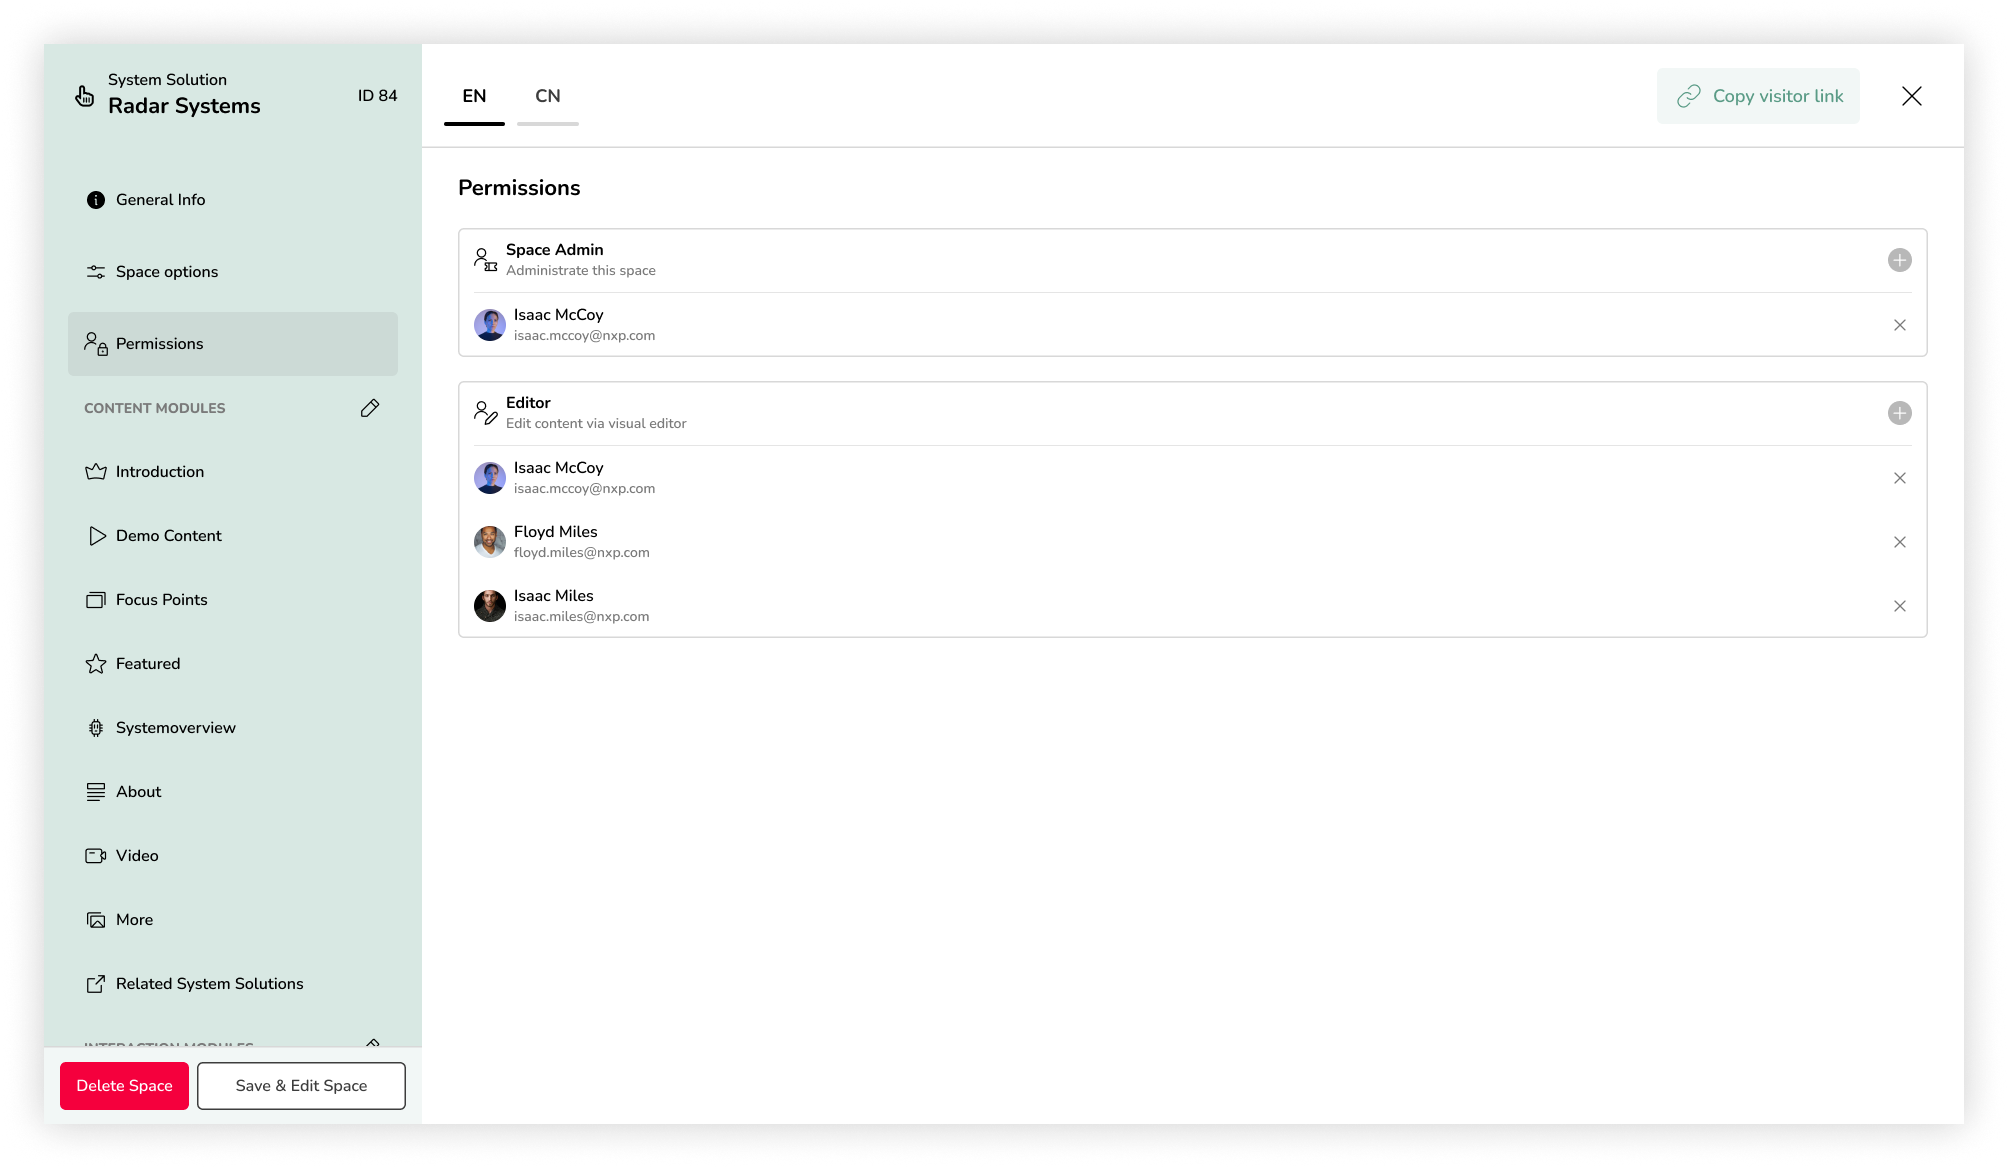 System Solution
Radar Systems
ID 84
General Info
Space options
Permissions
CONTENT MODULES
Introduction
Demo Content
Focus Points
Featured
Systemoverview
About
Video
More
Related System Solutions
INTERACTION MODULES
Delete Space
Save & Edit Space
EN
CN
Copy visitor link
Permissions
Space Admin
Administrate this space
Isaac McCoy
isaac.mccoy@nxp.com
Editor
Edit content via visual editor
Isaac McCoy
isaac.mccoy@nxp.com
Floyd Miles
floyd.miles@nxp.com
Isaac Miles
isaac.miles@nxp.com